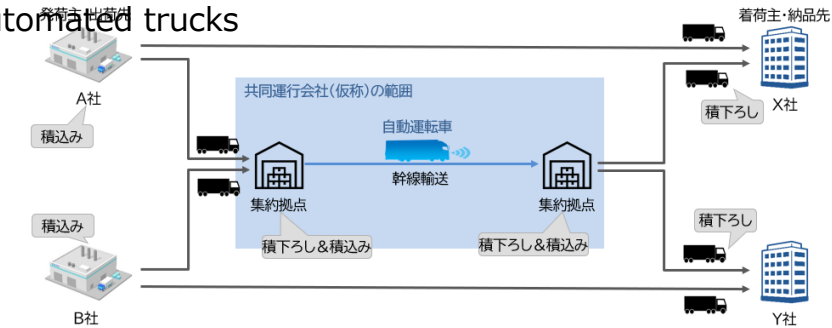 utomated trucks
発荷主・出荷先
着荷主・納品先
A社
積込み
共同運行会社(仮称)の範囲
自動運転車
幹線輸送
集約拠点
集約拠点
積下ろし&積込み
積下ろし&積込み
積下ろし
X社
積込み
B社
積下ろし
Y社